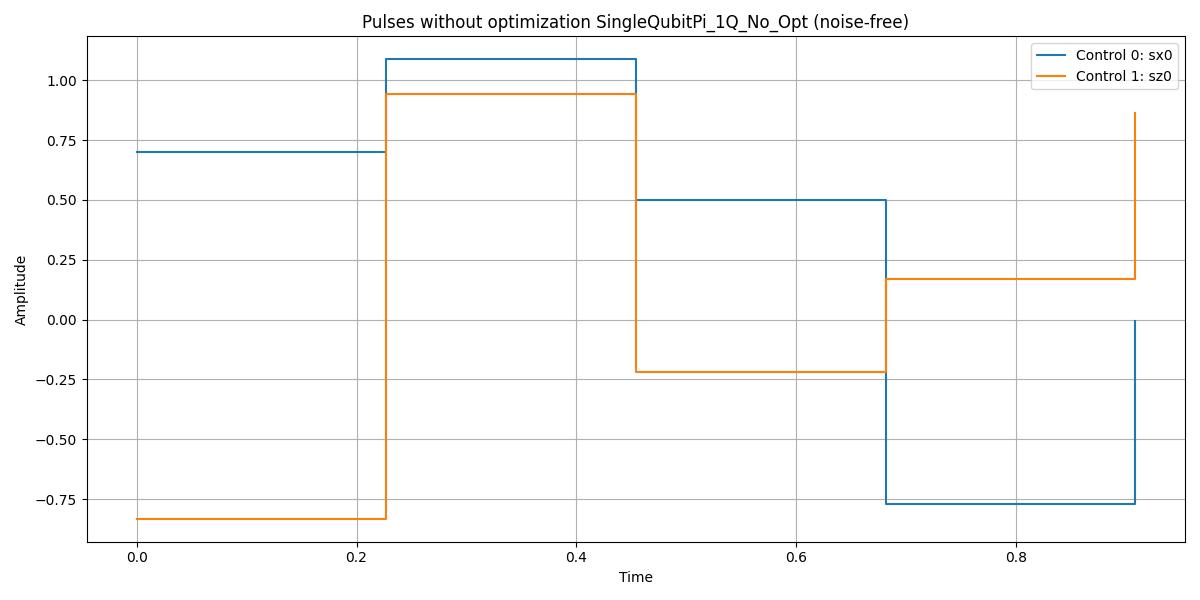 Pulses without optimization SingleQubitPi_1Q_No_Opt (noise-free)
Control 0: sx0
Control 1: sz0
Amplitude
1.00
0.75
0.50
0.25
0.00
−0.25
−0.50
−0.75
0.0
0.2
0.4
0.6
0.8
Time